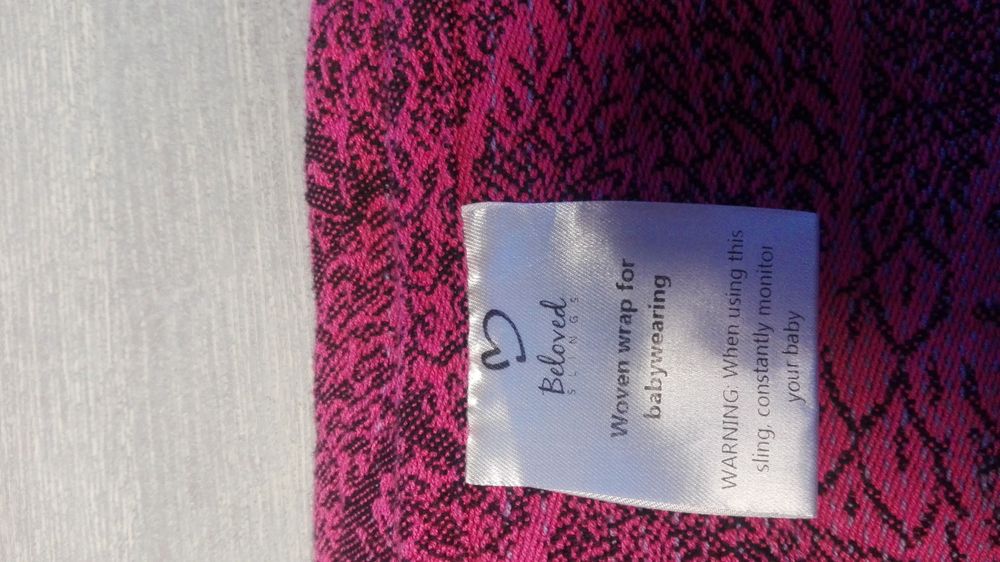 Beloved
SLINGS
Woven wrap for
babywearing
WARNING: When using this
sling, constantly monitor
your baby